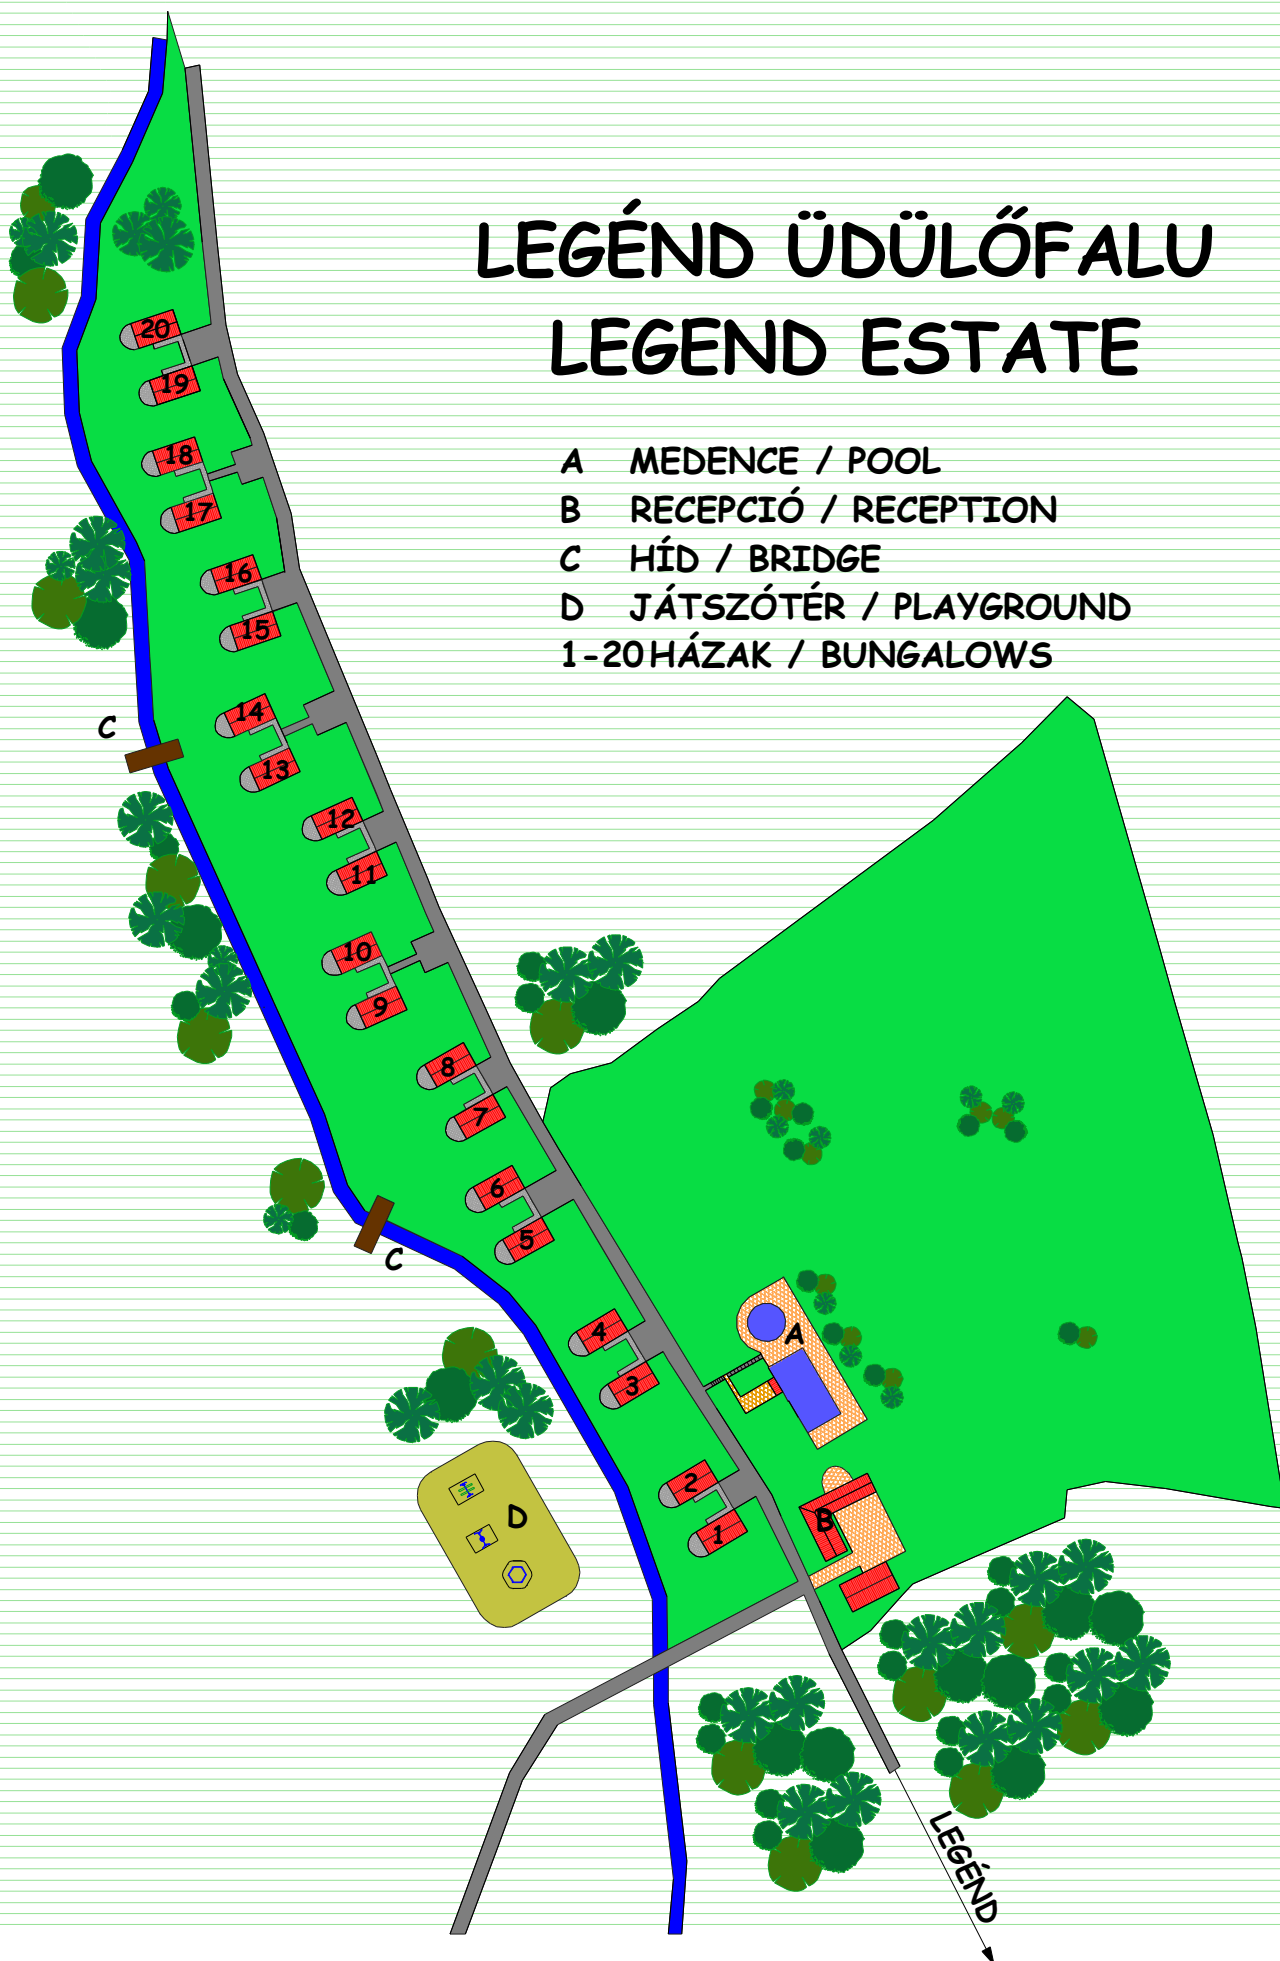 LEGÉND ÜDÜLŐFALU
LEGEND ESTATE
A MEDENCE / POOL
B RECEPCIÓ / RECEPTION
C HÍD / BRIDGE
D JÁTSZÓTÉR / PLAYGROUND
1-20 HÁZAK / BUNGALOWS
20
19
18
17
16
15
14
C
13
12
11
10
9
8
7
6
5
C
4
A
3
2
D
B
1
LEGÉND